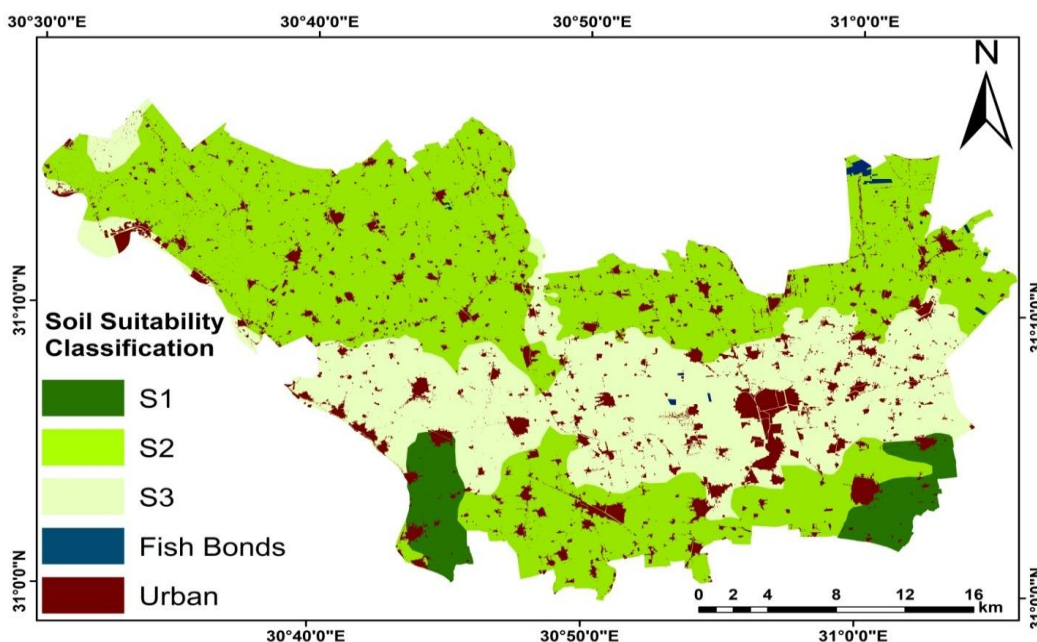 30°30'0"E 30°40'0"E 30°50'0"E 31°0'0"E
N
31°10'0"N
31°10'0"N
Soil Suitability
Classification
S1
S2
S3
Fish Bonds
Urban
31°0'0"N
31°0'0"N
0 2 4 8 12 16
km
30°40'0"E 30°50'0"E 31°0'0"E